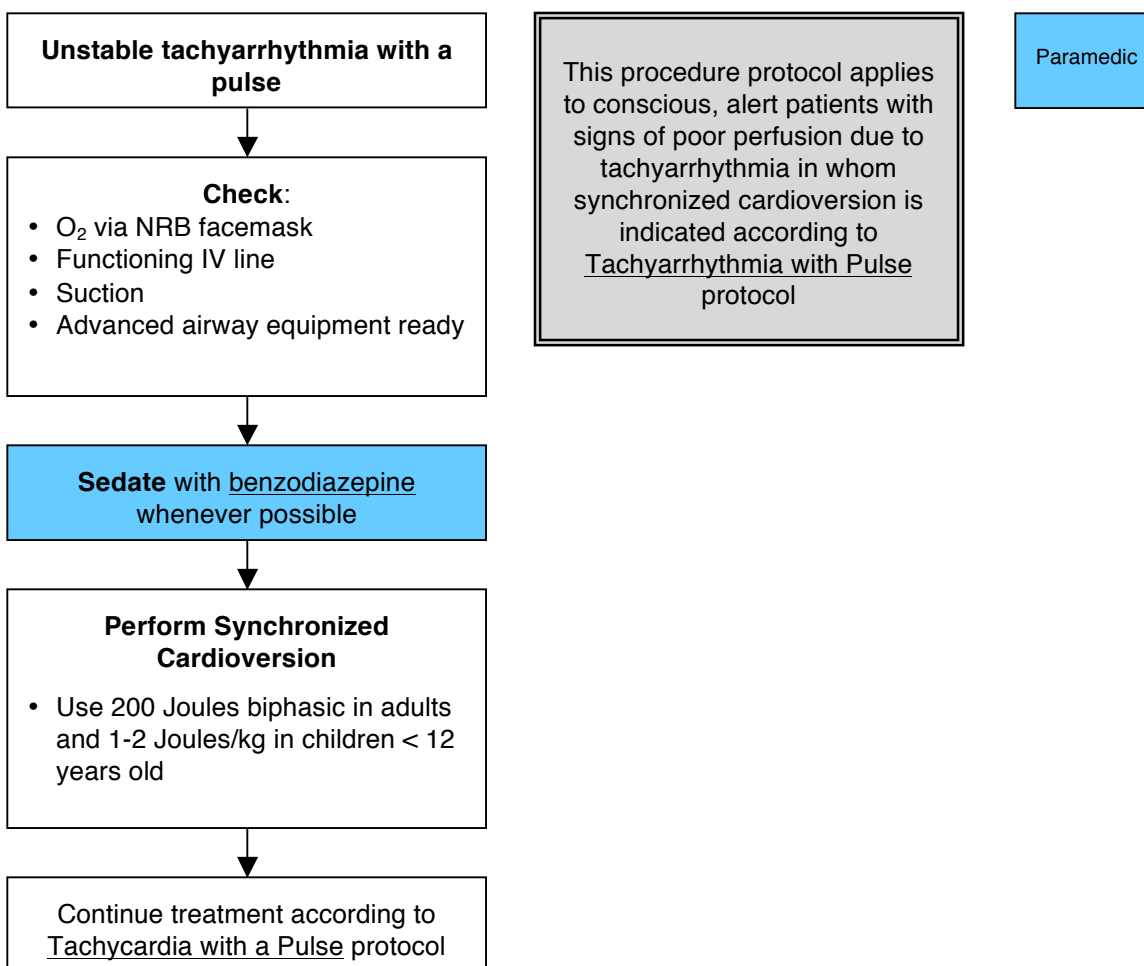 Unstable tachyarrhythmia with a
pulse
Check:
• O₂ via NRB facemask
• Functioning IV line
• Suction
• Advanced airway equipment ready
Sedate with benzodiazepine
whenever possible
Perform Synchronized
Cardioversion
• Use 200 Joules biphasic in adults
and 1-2 Joules/kg in children < 12
years old
Continue treatment according to
Tachycardia with a Pulse protocol
This procedure protocol applies
to conscious, alert patients with
signs of poor perfusion due to
tachyarrhythmia in whom
synchronized cardioversion is
indicated according to
Tachyarrhythmia with Pulse
protocol
Paramedic